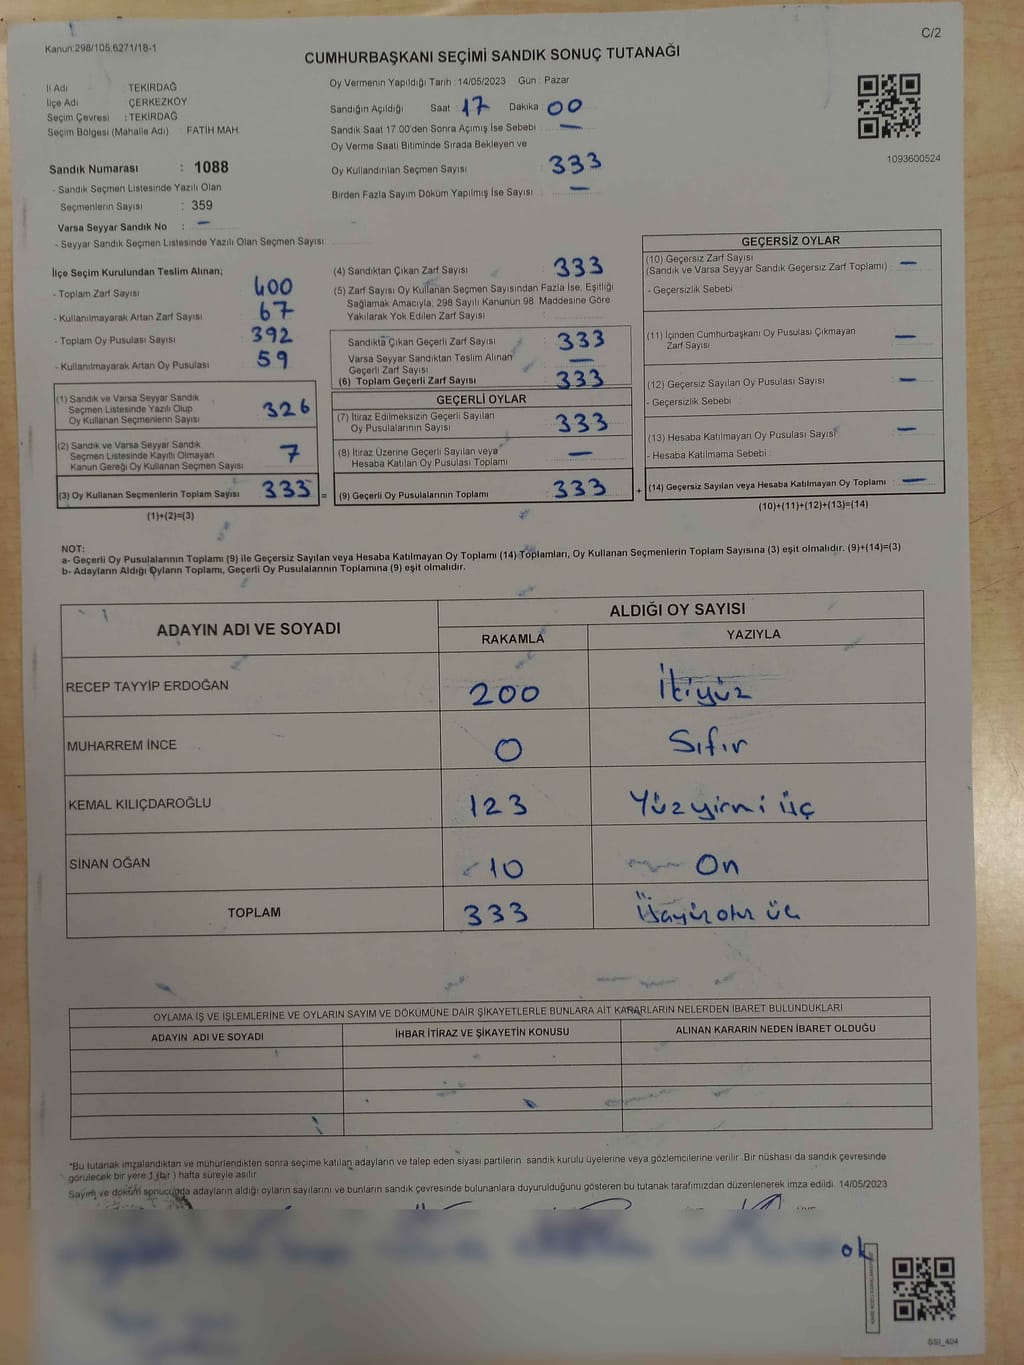 Kanun:298/105.6271/18-1
C/2
CUMHURBAŞKANI SEÇİMİ SANDIK SONUÇ TUTANAĞI
İl Adı TEKİRDAĞ
İlçe Adı ÇERKEZKÖY
Seçim Çevresi : TEKİRDAĞ
Seçim Bölgesi (Mahalle Adı) : FATİH MAH.
Oy Vermenin Yapıldığı Tarih : 14/05/2023 Gün : Pazar
Sandığın Açıldığı Saat : 17 Dakika : 00
Sandık Saat 17.00'den Sonra Açımış İse Sebebi : —
Oy Verme Saati Bitiminde Sırada Bekleyen ve
Oy Kullandırılan Seçmen Sayısı : 333
Birden Fazla Sayım Döküm Yapılmış İse Sayısı : —
1093600524
Sandık Numarası : 1088
- Sandık Seçmen Listesinde Yazılı Olan
Seçmenlerin Sayısı : 359
Varsa Seyyar Sandık No : —
- Seyyar Sandık Seçmen Listesinde Yazılı Olan Seçmen Sayısı:
İlçe Seçim Kurulundan Teslim Alınan;
- Toplam Zarf Sayısı : 400
- Kullanılmayarak Artan Zarf Sayısı : 67
- Toplam Oy Pusulası Sayısı : 392
- Kullanılmayarak Artan Oy Pusulası : 59
(1) Sandık ve Varsa Seyyar Sandık
Seçmen Listesinde Yazılı Olup
Oy Kullanan Seçmenlerin Sayısı : 326
(2) Sandık ve Varsa Seyyar Sandık
Seçmen Listesinde Kayıtlı Olmayan
Kanun Gereği Oy Kullanan Seçmen Sayısı : 7
(3) Oy Kullanan Seçmenlerin Toplam Sayısı : 333 =
(1)+(2)=(3)
(4) Sandıktan Çıkan Zarf Sayısı : 333
(5) Zarf Sayısı Oy Kullanan Seçmen Sayısından Fazla İse, Eşitliği
Sağlamak Amacıyla, 298 Sayılı Kanunun 98. Maddesine Göre
Yakılarak Yok Edilen Zarf Sayısı :
Sandıkta Çıkan Geçerli Zarf Sayısı : 333
Varsa Seyyar Sandıktan Teslim Alınan
Geçerli Zarf Sayısı : —
(6) Toplam Geçerli Zarf Sayısı : 333
GEÇERLİ OYLAR
(7) İtiraz Edilmeksizin Geçerli Sayılan
Oy Pusulalarının Sayısı : 333
(8) İtiraz Üzerine Geçerli Sayılan veya
Hesaba Katılan Oy Pusulası Toplamı : —
(9) Geçerli Oy Pusulalarının Toplamı : 333 +
GEÇERSİZ OYLAR
(10) Geçersiz Zarf Sayısı
(Sandık ve Varsa Seyyar Sandık Geçersiz Zarf Toplamı) : —
- Geçersizlik Sebebi :
(11) İçinden Cumhurbaşkanı Oy Pusulası Çıkmayan
Zarf Sayısı : —
(12) Geçersiz Sayılan Oy Pusulası Sayısı : —
- Geçersizlik Sebebi :
(13) Hesaba Katılmayan Oy Pusulası Sayısı : —
- Hesaba Katılmama Sebebi :
(14) Geçersiz Sayılan veya Hesaba Katılmayan Oy Toplamı : —
(10)+(11)+(12)+(13)=(14)
NOT:
a- Geçerli Oy Pusulalarının Toplamı (9) ile Geçersiz Sayılan veya Hesaba Katılmayan Oy Toplamı (14) Toplamları, Oy Kullanan Seçmenlerin Toplam Sayısına (3) eşit olmalıdır. (9)+(14)=(3)
b- Adayların Aldığı Oyların Toplamı, Geçerli Oy Pusulalarının Toplamına (9) eşit olmalıdır.
ADAYIN ADI VE SOYADI
ALDIĞI OY SAYISI
RAKAMLA YAZIYLA
RECEP TAYYİP ERDOĞAN 200 İkiyüz
MUHARREM İNCE 0 Sıfır
KEMAL KILIÇDAROĞLU 123 Yüzyirmi üç
SİNAN OĞAN 10 On
TOPLAM 333
OYLAMA İŞ VE İŞLEMLERİNE VE OYLARIN SAYIM VE DÖKÜMÜNE DAİR ŞİKAYETLERLE BUNLARA AİT KARARLARIN NELERDEN İBARET BULUNDUKLARI
ADAYIN ADI VE SOYADI İHBAR İTİRAZ VE ŞİKAYETİN KONUSU ALINAN KARARIN NEDEN İBARET OLDUĞU
*Bu tutanak imzalandıktan ve mühürlendikten sonra seçime katılan adayların ve talep eden siyasi partilerin sandık kurulu üyelerine veya gözlemcilerine verilir. Bir nüshası da sandık çevresinde
görülecek bir yere 1 (bir) hafta süreyle asılır.
Sayım ve döküm sonucunda adayların aldığı oyların sayılarını ve bunların sandık çevresinde bulunanlara duyurulduğunu gösteren bu tutanak tarafımızdan düzenlenerek imza edildi. 14/05/2023
ok
SSI_404